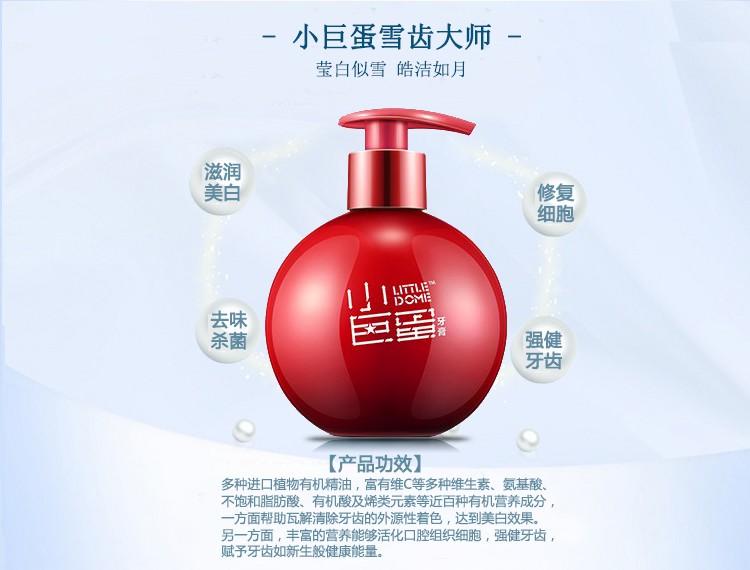 - 小巨蛋雪齿大师 -
莹白似雪 皓洁如月
滋润
美白
修复
细胞
LITTLE™
DOME
小
巨蛋
牙膏
去味
杀菌
强健
牙齿
【产品功效】
多种进口植物有机精油，富有维C等多种维生素、氨基酸、
不饱和脂肪酸、有机酸及烯类元素等近百种有机营养成分，
一方面帮助瓦解清除牙齿的外源性着色，达到美白效果。
另一方面，丰富的营养能够活化口腔组织细胞，强健牙齿，
赋予牙齿如新生般健康能量。